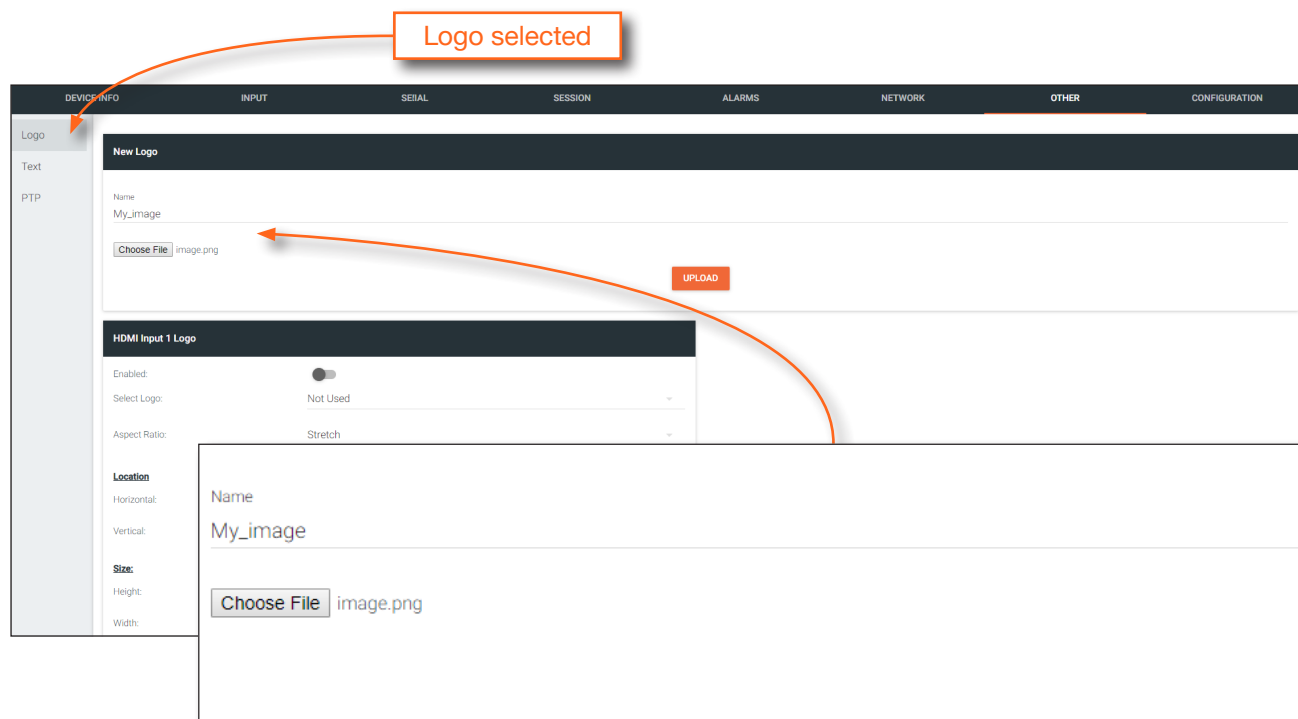 Logo selected
DEVICE INFO INPUT SEIIAL SESSION ALARMS NETWORK OTHER CONFIGURATION
Logo
Text
PTP
New Logo
Name
My_image
Choose File image.png
UPLOAD
HDMI Input 1 Logo
Enabled:
Select Logo: Not Used
Aspect Ratio: Stretch
Location
Horizontal:
Vertical:
Size:
Height:
Width:
Name
My_image
Choose File image.png